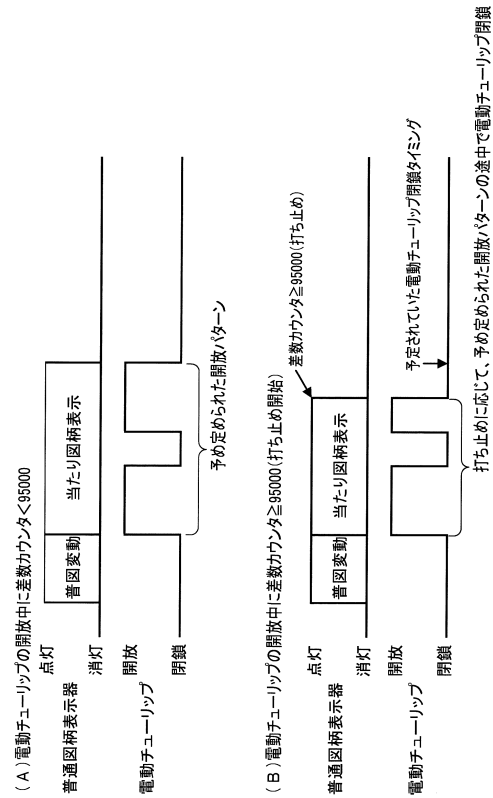 (A)電動チューリップの開放中に差数カウンタ<95000
点灯
普通図柄表示器
消灯
普図変動
当たり図柄表示
開放
電動チューリップ
閉鎖
予め定められた開放パターン
(B)電動チューリップの開放中に差数カウンタ≧95000(打ち止め開始)
点灯
普通図柄表示器
消灯
普図変動
当たり図柄表示
差数カウンタ≧95000(打ち止め)
開放
電動チューリップ
閉鎖
予定されていた電動チューリップ閉鎖タイミング
打ち止めに応じて、予め定められた開放パターンの途中で電動チューリップ閉鎖